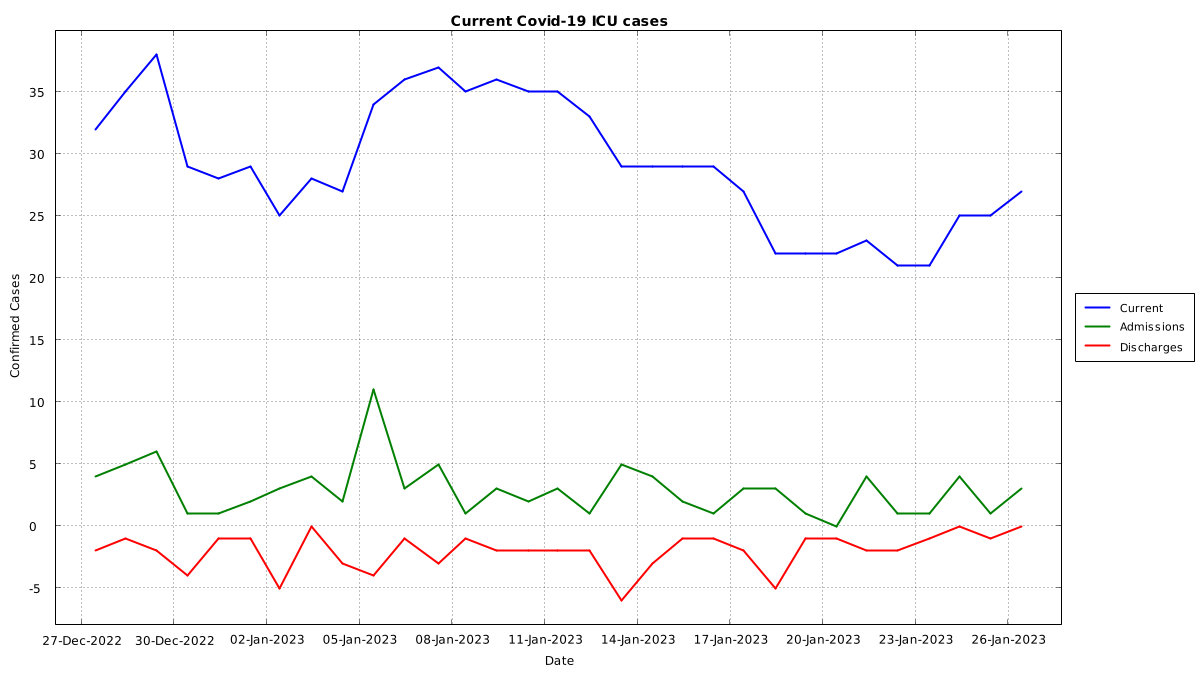 Current Covid-19 ICU cases
35
30
25
20
15
10
5
0
-5
Confirmed Cases
27-Dec-2022 30-Dec-2022 02-Jan-2023 05-Jan-2023 08-Jan-2023 11-Jan-2023 14-Jan-2023 17-Jan-2023 20-Jan-2023 23-Jan-2023 26-Jan-2023
Date
Current
Admissions
Discharges